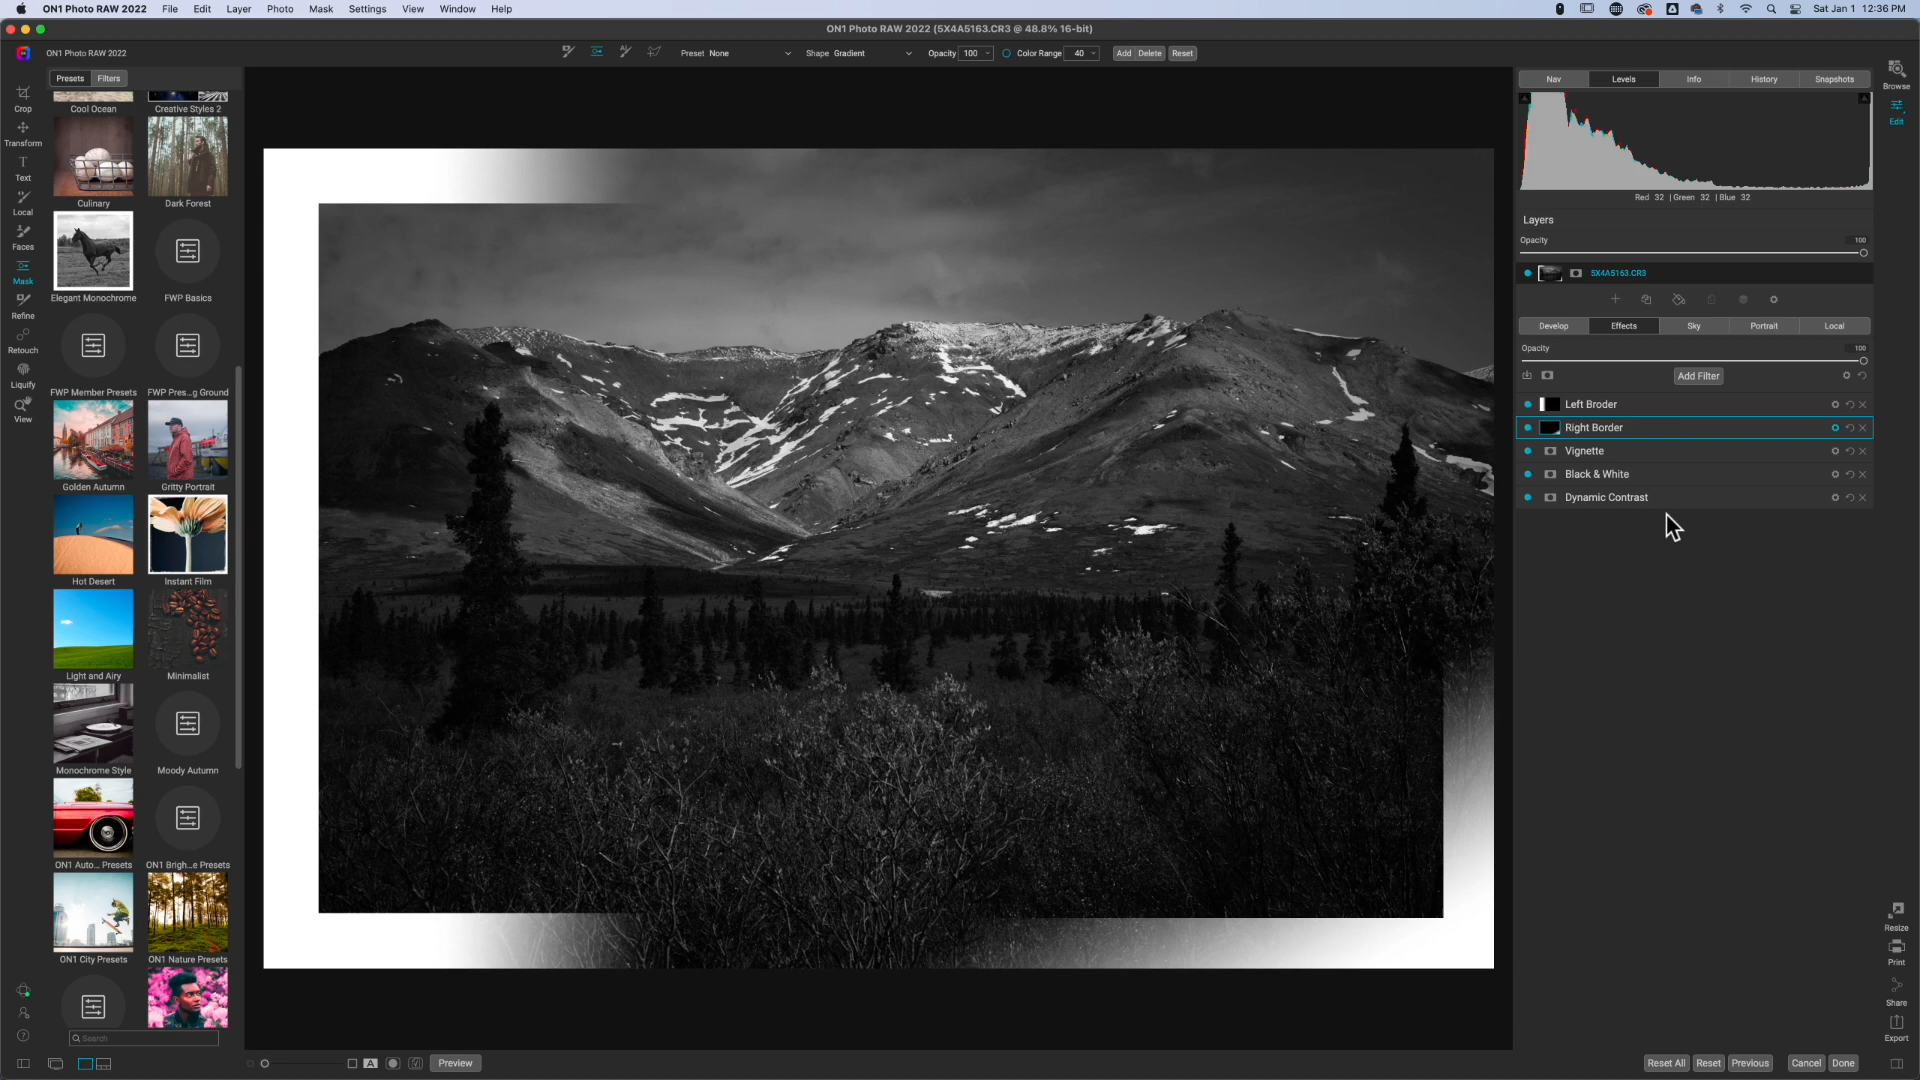 ON1 Photo RAW 2022 File Edit Layer Photo Mask Settings View Window Help
Sat Jan 1 12:36 PM
ON1 Photo RAW 2022 (5X4A5163.CR3 @ 48.8% 16-bit)
ON1 Photo RAW 2022
Preset None Shape Gradient Opacity 100 Color Range 40 Add Delete Reset
Presets Filters
Crop
Transform
Text
Local
Faces
Mask
Refine
Retouch
Liquify
View
Cool Ocean Creative Styles 2
Culinary Dark Forest
Elegant Monochrome FWP Basics
FWP Member Presets FWP Pres...g Ground
Golden Autumn Gritty Portrait
Hot Desert Instant Film
Light and Airy Minimalist
Monochrome Style Moody Autumn
ON1 Auto... Presets ON1 Brigh...e Presets
ON1 City Presets ON1 Nature Presets
Search
A Preview
Nav Levels Info History Snapshots
Red 32 | Green 32 | Blue 32
Layers
Opacity 100
5X4A5163.CR3
Develop Effects Sky Portrait Local
Opacity 100
Add Filter
Left Broder
Right Border
Vignette
Black & White
Dynamic Contrast
Browse
Edit
Resize
Print
Share
Export
Reset All Reset Previous Cancel Done